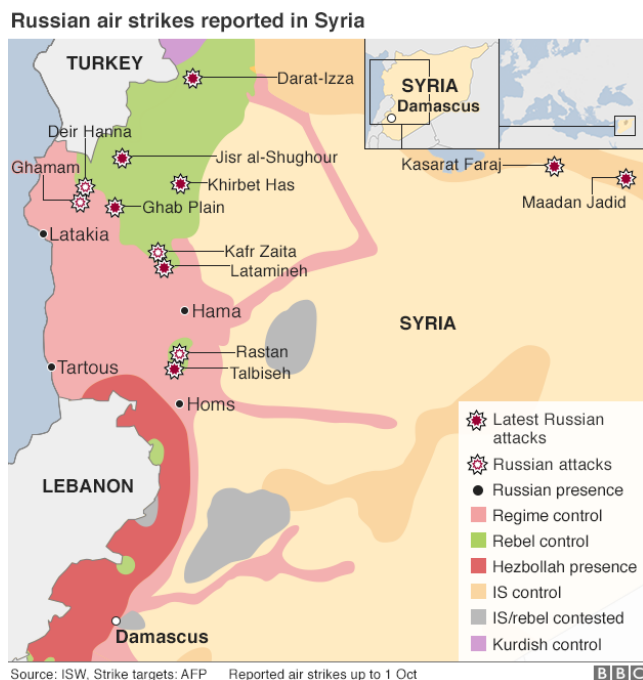 Russian air strikes reported in Syria
TURKEY
Darat-Izza
SYRIA
Damascus
Deir Hanna
Ghamam
Jisr al-Shughour
Kasarat Faraj
Khirbet Has
Maadan Jadid
Ghab Plain
Latakia
Kafr Zaita
Latamineh
Hama
SYRIA
Rastan
Tartous
Talbiseh
Homs
LEBANON
Damascus
Latest Russian
attacks
Russian attacks
Russian presence
Regime control
Rebel control
Hezbollah presence
IS control
IS/rebel contested
Kurdish control
Source: ISW, Strike targets: AFP Reported air strikes up to 1 Oct
BBC